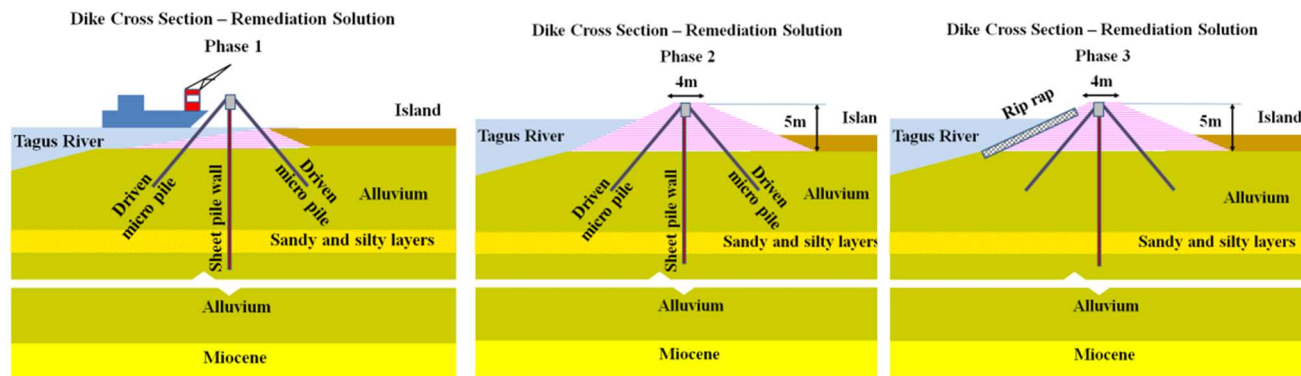 Dike Cross Section – Remediation Solution
Phase 1
Island
Tagus River
Driven
micro pile
Sheet pile wall
Driven
micro pile
Alluvium
Sandy and silty layers
Alluvium
Miocene
Dike Cross Section – Remediation Solution
Phase 2
4m
Island
5m
Tagus River
Driven
micro pile
Sheet pile wall
Driven
micro pile
Alluvium
Sandy and silty layers
Alluvium
Miocene
Dike Cross Section – Remediation Solution
Phase 3
4m
Rip rap
Island
5m
Tagus River
Alluvium
Sandy and silty layers
Alluvium
Miocene